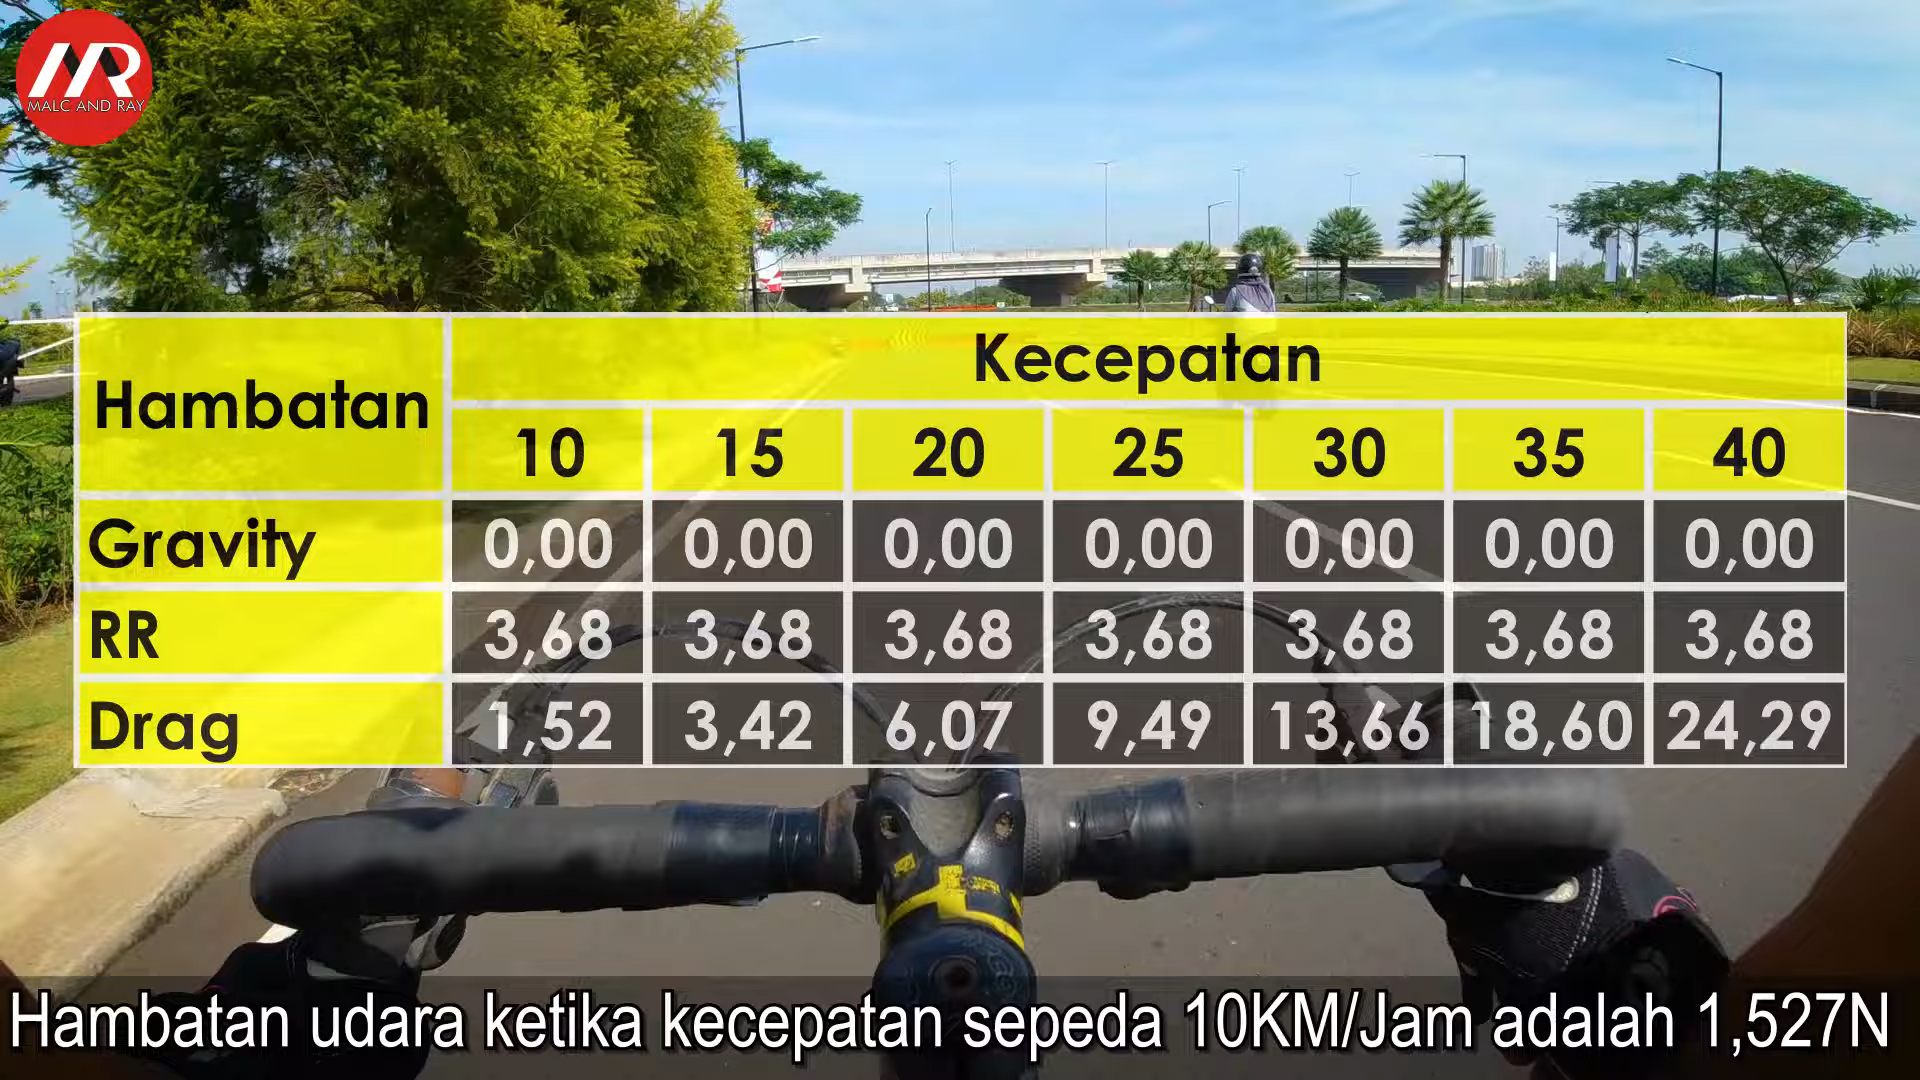 MR
MALC AND RAY
Hambatan Kecepatan
10 15 20 25 30 35 40
Gravity 0,00 0,00 0,00 0,00 0,00 0,00 0,00
RR 3,68 3,68 3,68 3,68 3,68 3,68 3,68
Drag 1,52 3,42 6,07 9,49 13,66 18,60 24,29
Hambatan udara ketika kecepatan sepeda 10KM/Jam adalah 1,527N